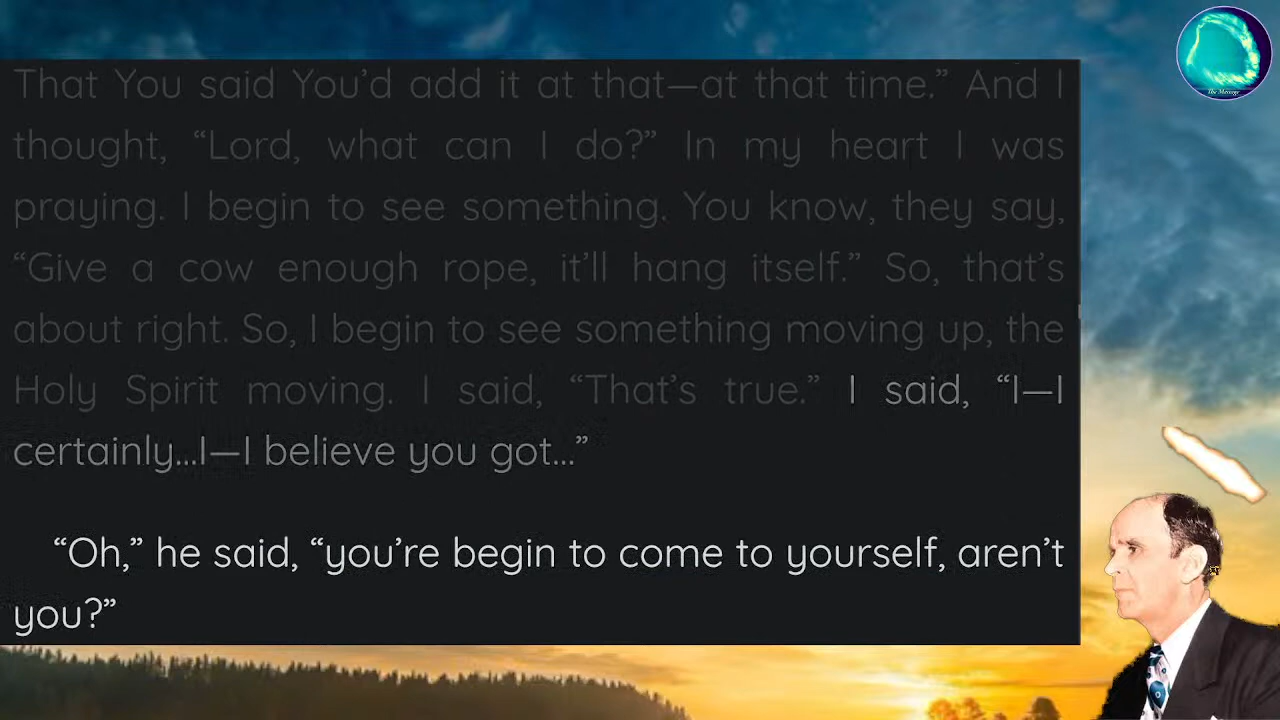 That You said You’d add it at that—at that time.” And I
thought, “Lord, what can I do?” In my heart I was
praying. I begin to see something. You know, they say,
“Give a cow enough rope, it’ll hang itself.” So, that’s
about right. So, I begin to see something moving up, the
Holy Spirit moving. I said, “That’s true.” I said, “I—I
certainly...I—I believe you got...”
“Oh,” he said, “you’re begin to come to yourself, aren’t
you?”
The Message